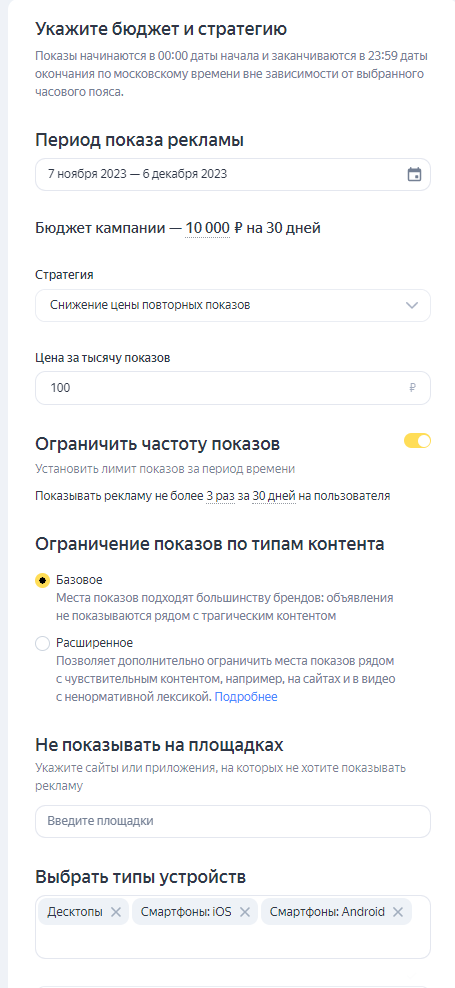 Укажите бюджет и стратегию
Показы начинаются в 00:00 даты начала и заканчиваются в 23:59 даты
окончания по московскому времени вне зависимости от выбранного
часового пояса.
Период показа рекламы
7 ноября 2023 — 6 декабря 2023
Бюджет кампании — 10 000 ₽ на 30 дней
Стратегия
Снижение цены повторных показов
Цена за тысячу показов
100 ₽
Ограничить частоту показов
Установить лимит показов за период времени
Показывать рекламу не более 3 раз за 30 дней на пользователя
Ограничение показов по типам контента
Базовое
Места показов подходят большинству брендов: объявления
не показываются рядом с трагическим контентом
Расширенное
Позволяет дополнительно ограничить места показов рядом
с чувствительным контентом, например, на сайтах и в видео
с ненормативной лексикой. Подробнее
Не показывать на площадках
Укажите сайты или приложения, на которых не хотите показывать
рекламу
Введите площадки
Выбрать типы устройств
Десктопы × Смартфоны: iOS × Смартфоны: Android ×